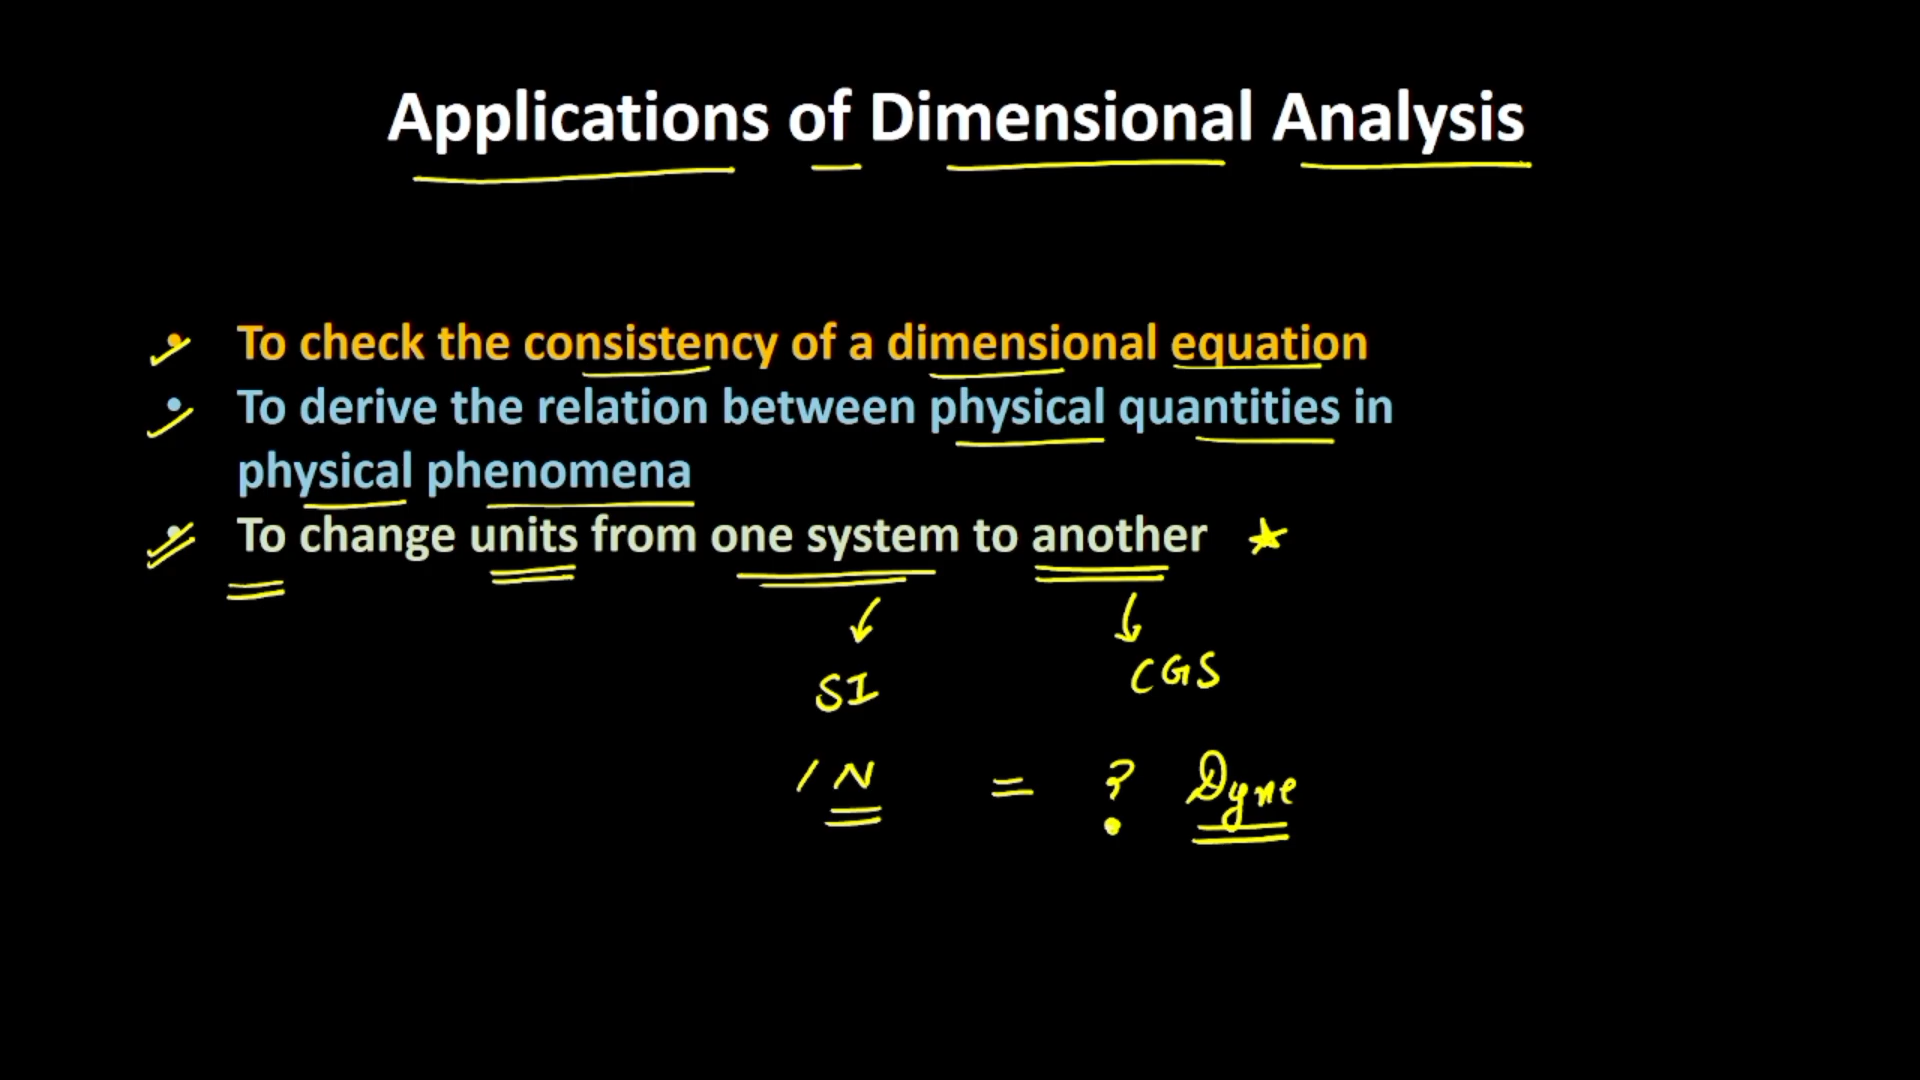 Applications of Dimensional Analysis
• To check the consistency of a dimensional equation
• To derive the relation between physical quantities in
physical phenomena
• To change units from one system to another
SI CGS
1 N = ? Dyne